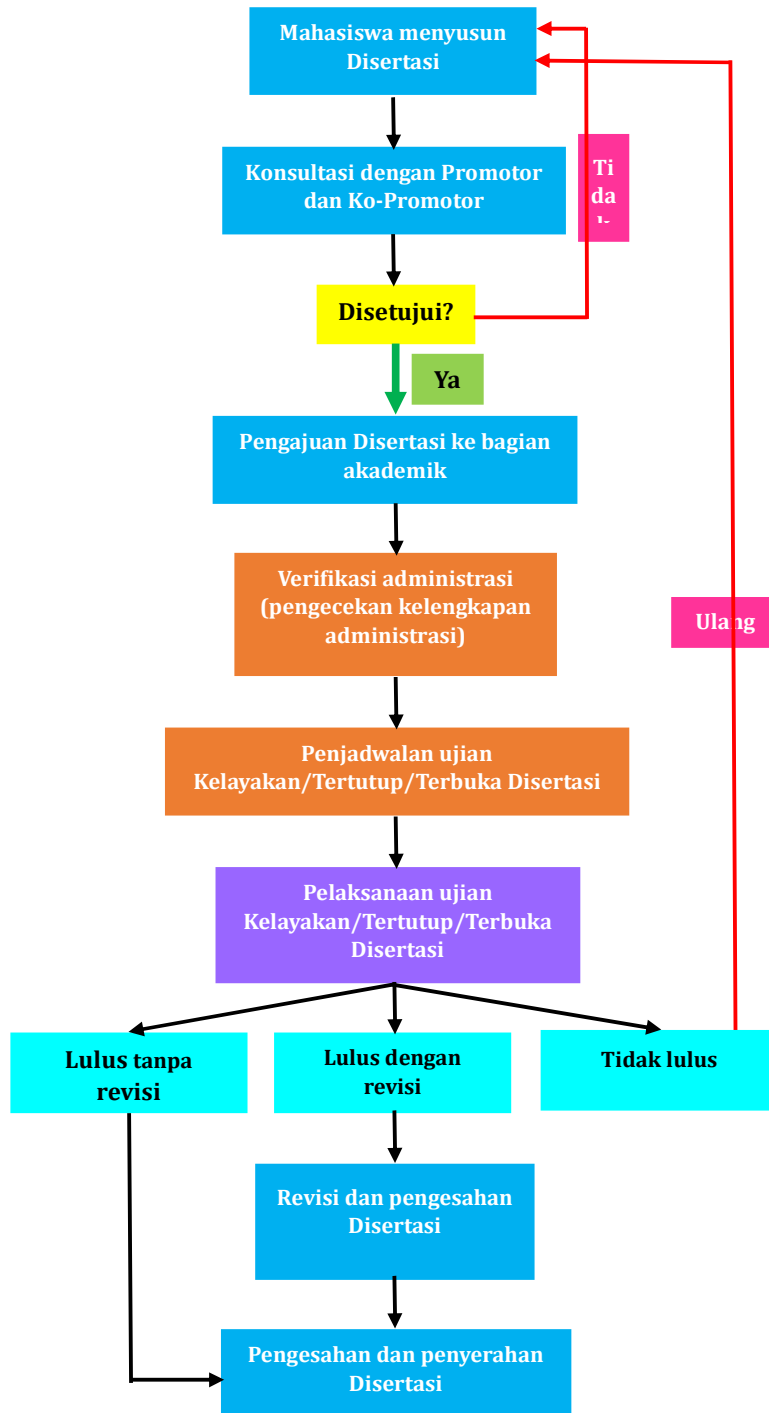 Mahasiswa menyusun
Disertasi
Konsultasi dengan Promotor
dan Ko-Promotor
Ti
da
k
Disetujui?
Ya
Pengajuan Disertasi ke bagian
akademik
Verifikasi administrasi
(pengecekan kelengkapan
administrasi)
Ulang
Penjadwalan ujian
Kelayakan/Tertutup/Terbuka Disertasi
Pelaksanaan ujian
Kelayakan/Tertutup/Terbuka
Disertasi
Lulus tanpa
revisi
Lulus dengan
revisi
Tidak lulus
Revisi dan pengesahan
Disertasi
Pengesahan dan penyerahan
Disertasi